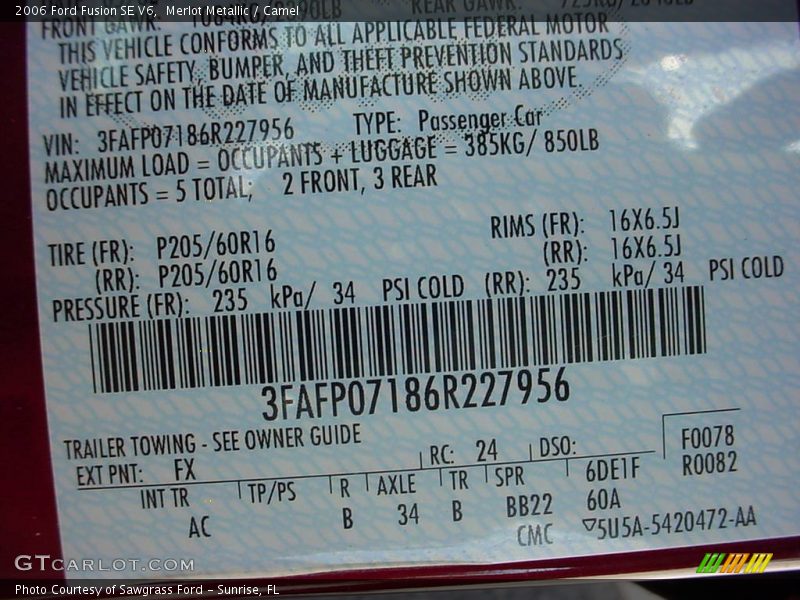 2006 Ford Fusion SE V6, Merlot Metallic / Camel
FRONT GAWR: REAR GAWR:
THIS VEHICLE CONFORMS TO ALL APPLICABLE FEDERAL MOTOR
VEHICLE SAFETY, BUMPER, AND THEFT PREVENTION STANDARDS
IN EFFECT ON THE DATE OF MANUFACTURE SHOWN ABOVE.
VIN: 3FAFP07186R227956 TYPE: Passenger Car
MAXIMUM LOAD = OCCUPANTS + LUGGAGE = 385KG/ 850LB
OCCUPANTS = 5 TOTAL; 2 FRONT, 3 REAR
TIRE (FR): P205/60R16 RIMS (FR): 16X6.5J
(RR): P205/60R16 (RR): 16X6.5J
PRESSURE (FR): 235 kPa/ 34 PSI COLD (RR): 235 kPa/ 34 PSI COLD
3FAFP07186R227956
TRAILER TOWING - SEE OWNER GUIDE
EXT PNT: FX RC: 24 DSO: F0078
INT TR TP/PS R AXLE TR SPR 6DE1F R0082
AC B 34 B BB22 60A
CMC ▽5U5A-5420472-AA
GTCARLOT.COM
Photo Courtesy of Sawgrass Ford - Sunrise, FL